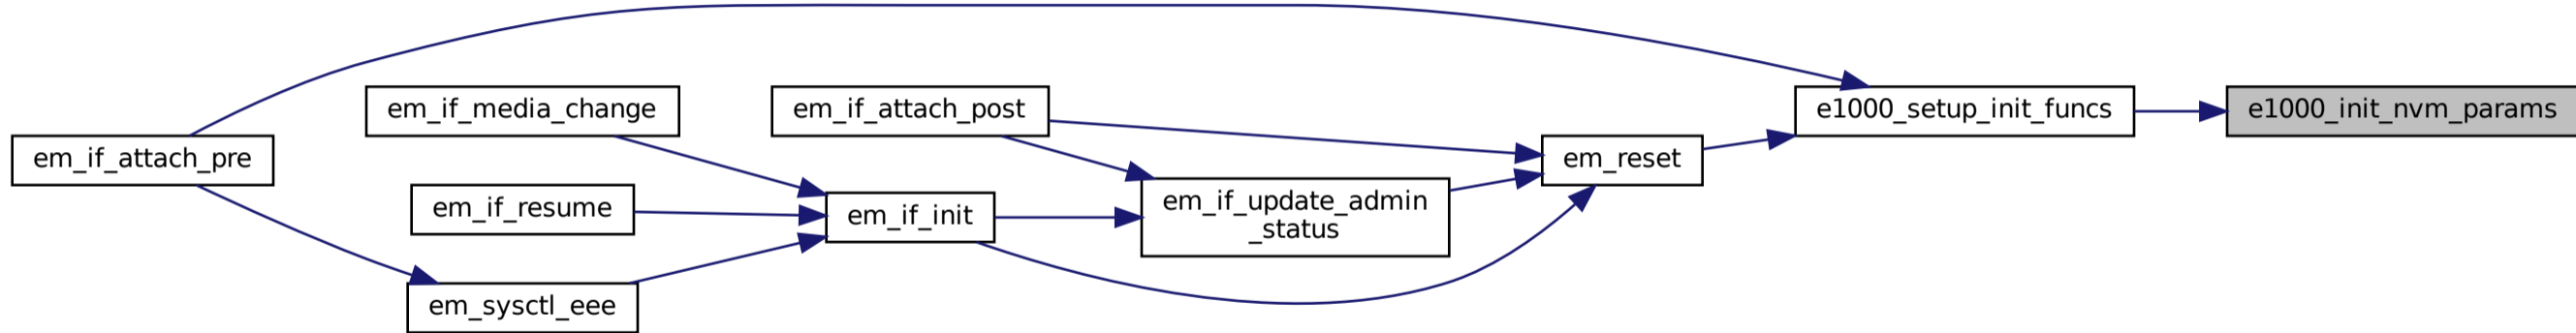 em_if_attach_pre
em_if_media_change
em_if_resume
em_sysctl_eee
em_if_attach_post
em_if_init
em_if_update_admin
_status
em_reset
e1000_setup_init_funcs
e1000_init_nvm_params